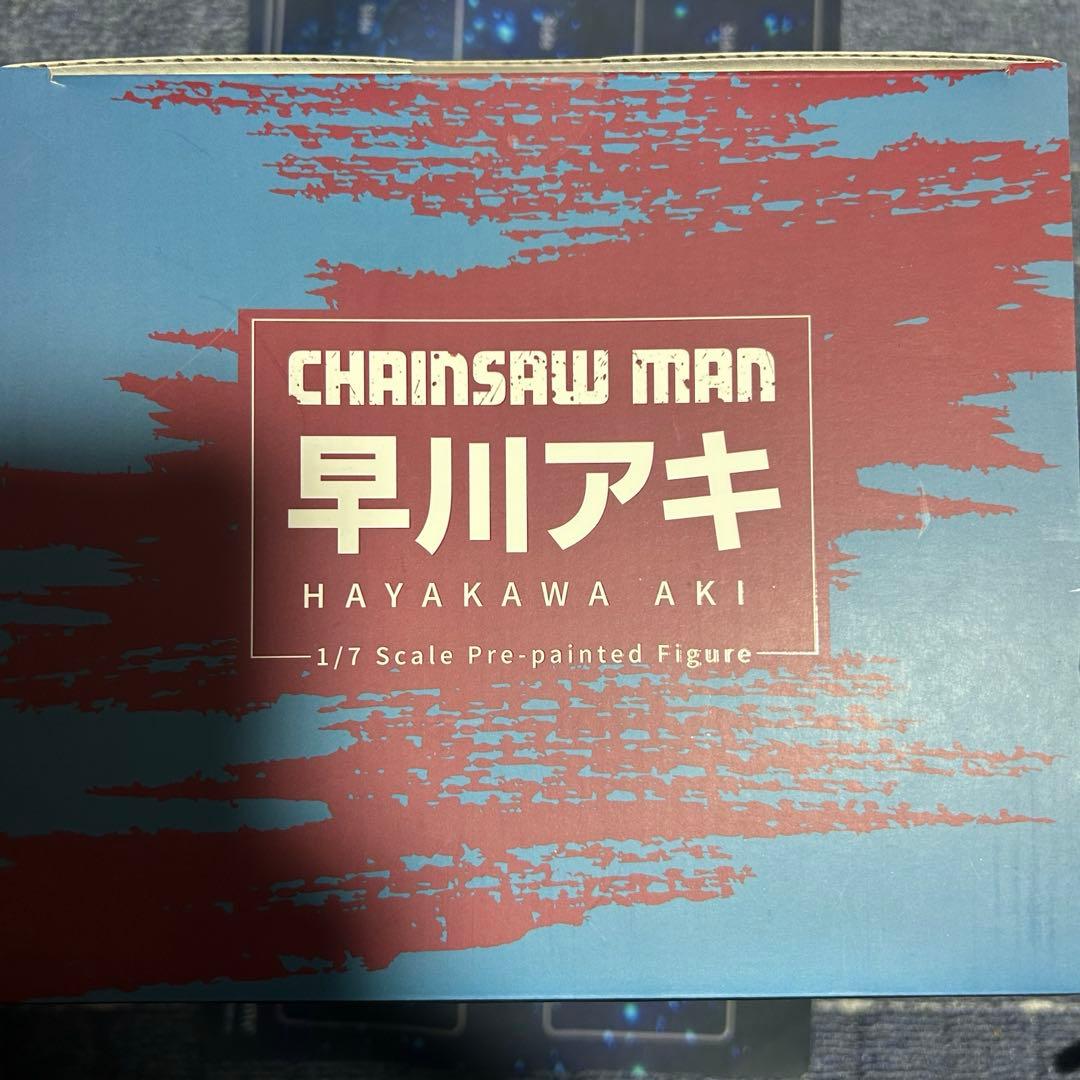 CHAINSAW MAN
早川アキ
HAYAKAWA AKI
1/7 Scale Pre-painted Figure